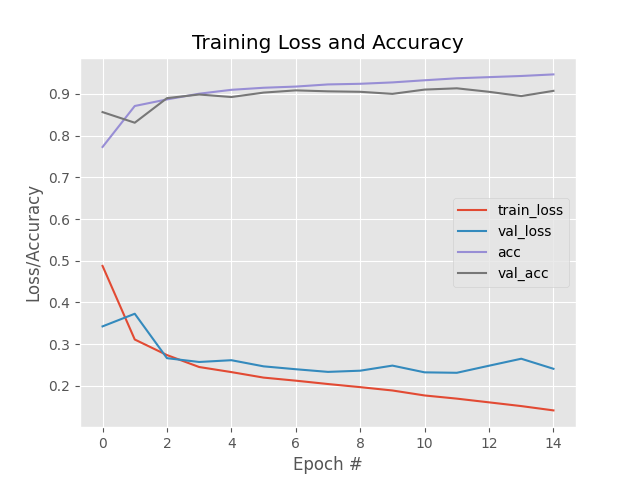 Training Loss and Accuracy
Loss/Accuracy
0.9
0.8
0.7
0.6
0.5
0.4
0.3
0.2
train_loss
val_loss
acc
val_acc
0 2 4 6 8 10 12 14
Epoch #